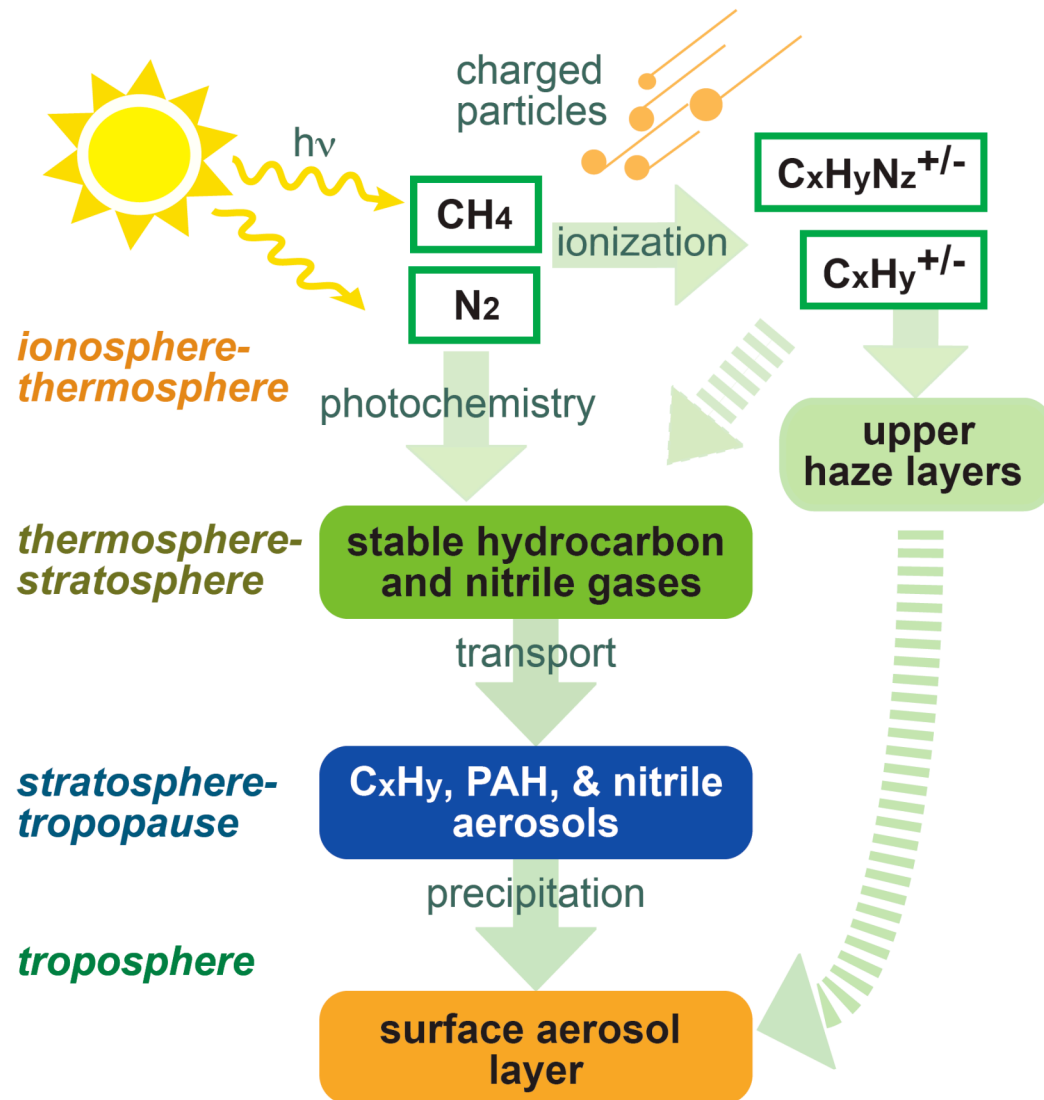 charged
particles
hν
CxHyNz+/-
CH4
ionization
CxHy+/-
N2
ionosphere-
thermosphere
photochemistry
upper
haze layers
thermosphere-
stratosphere
stable hydrocarbon
and nitrile gases
transport
stratosphere-
tropopause
CxHy, PAH, & nitrile
aerosols
precipitation
troposphere
surface aerosol
layer